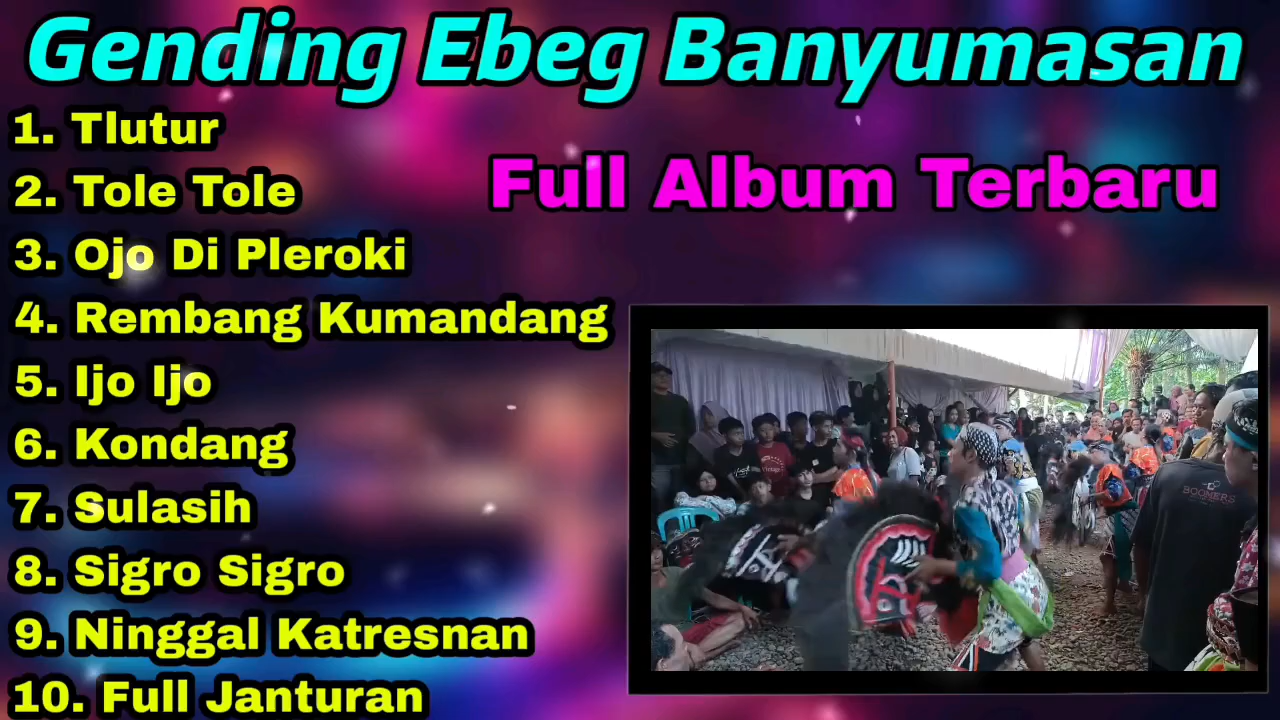 Gending Ebeg Banyumasan
Full Album Terbaru
1. Tlutur
2. Tole Tole
3. Ojo Di Pleroki
4. Rembang Kumandang
5. Ijo Ijo
6. Kondang
7. Sulasih
8. Sigro Sigro
9. Ninggal Katresnan
10. Full Janturan
BOOMERS